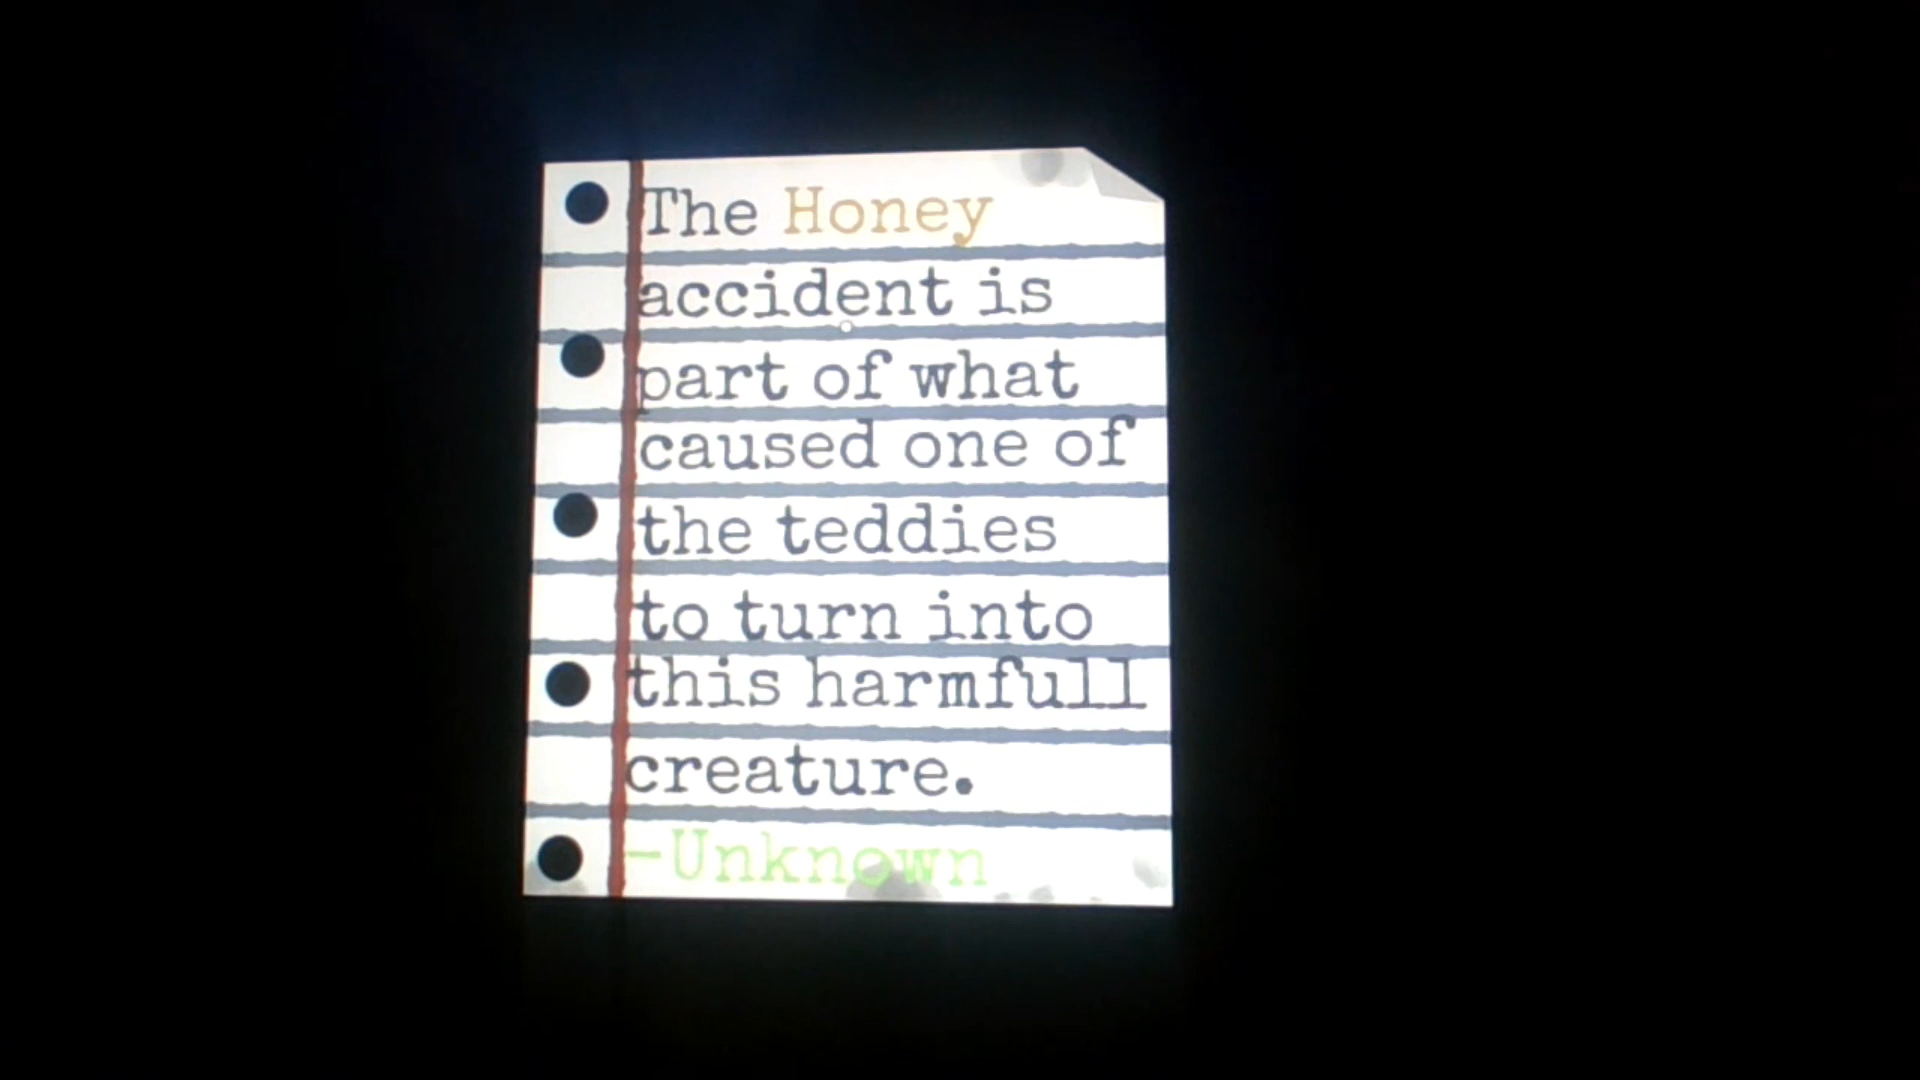 The Honey
accident is
part of what
caused one of
the teddies
to turn into
this harmfull
creature.
-Unknown